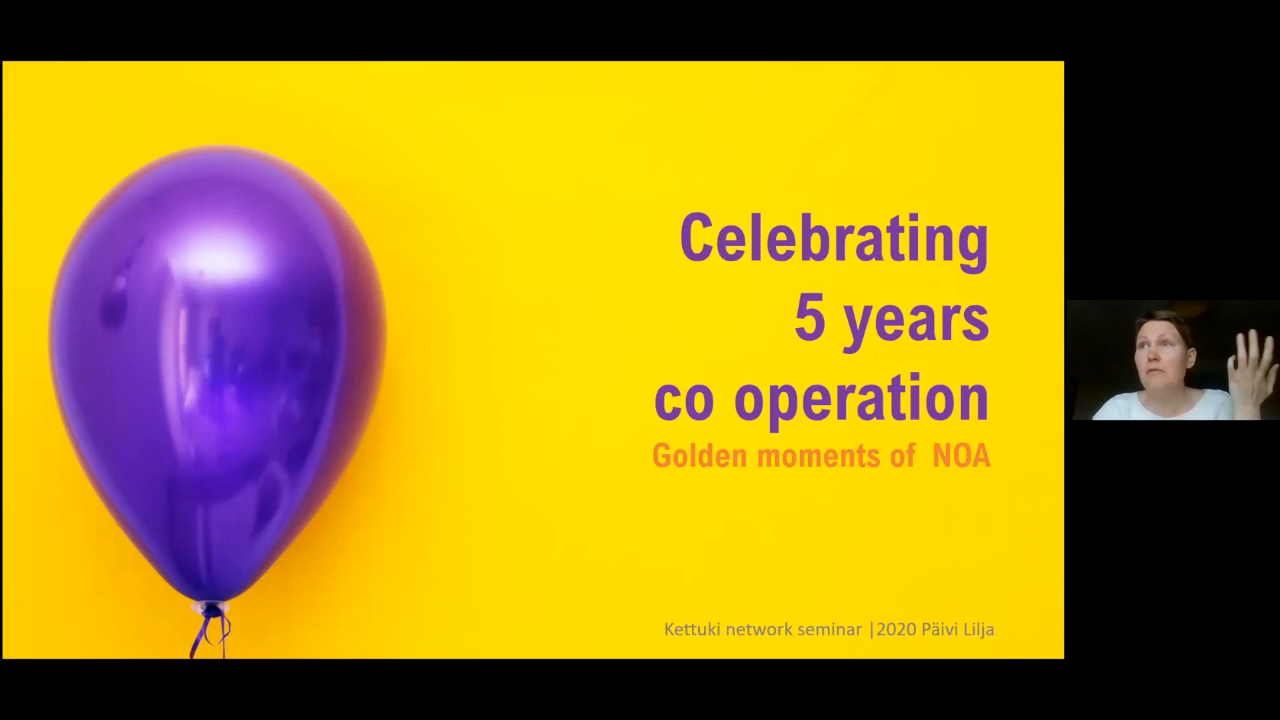 Celebrating
5 years
co operation
Golden moments of NOA
Kettuki network seminar |2020 Päivi Lilja